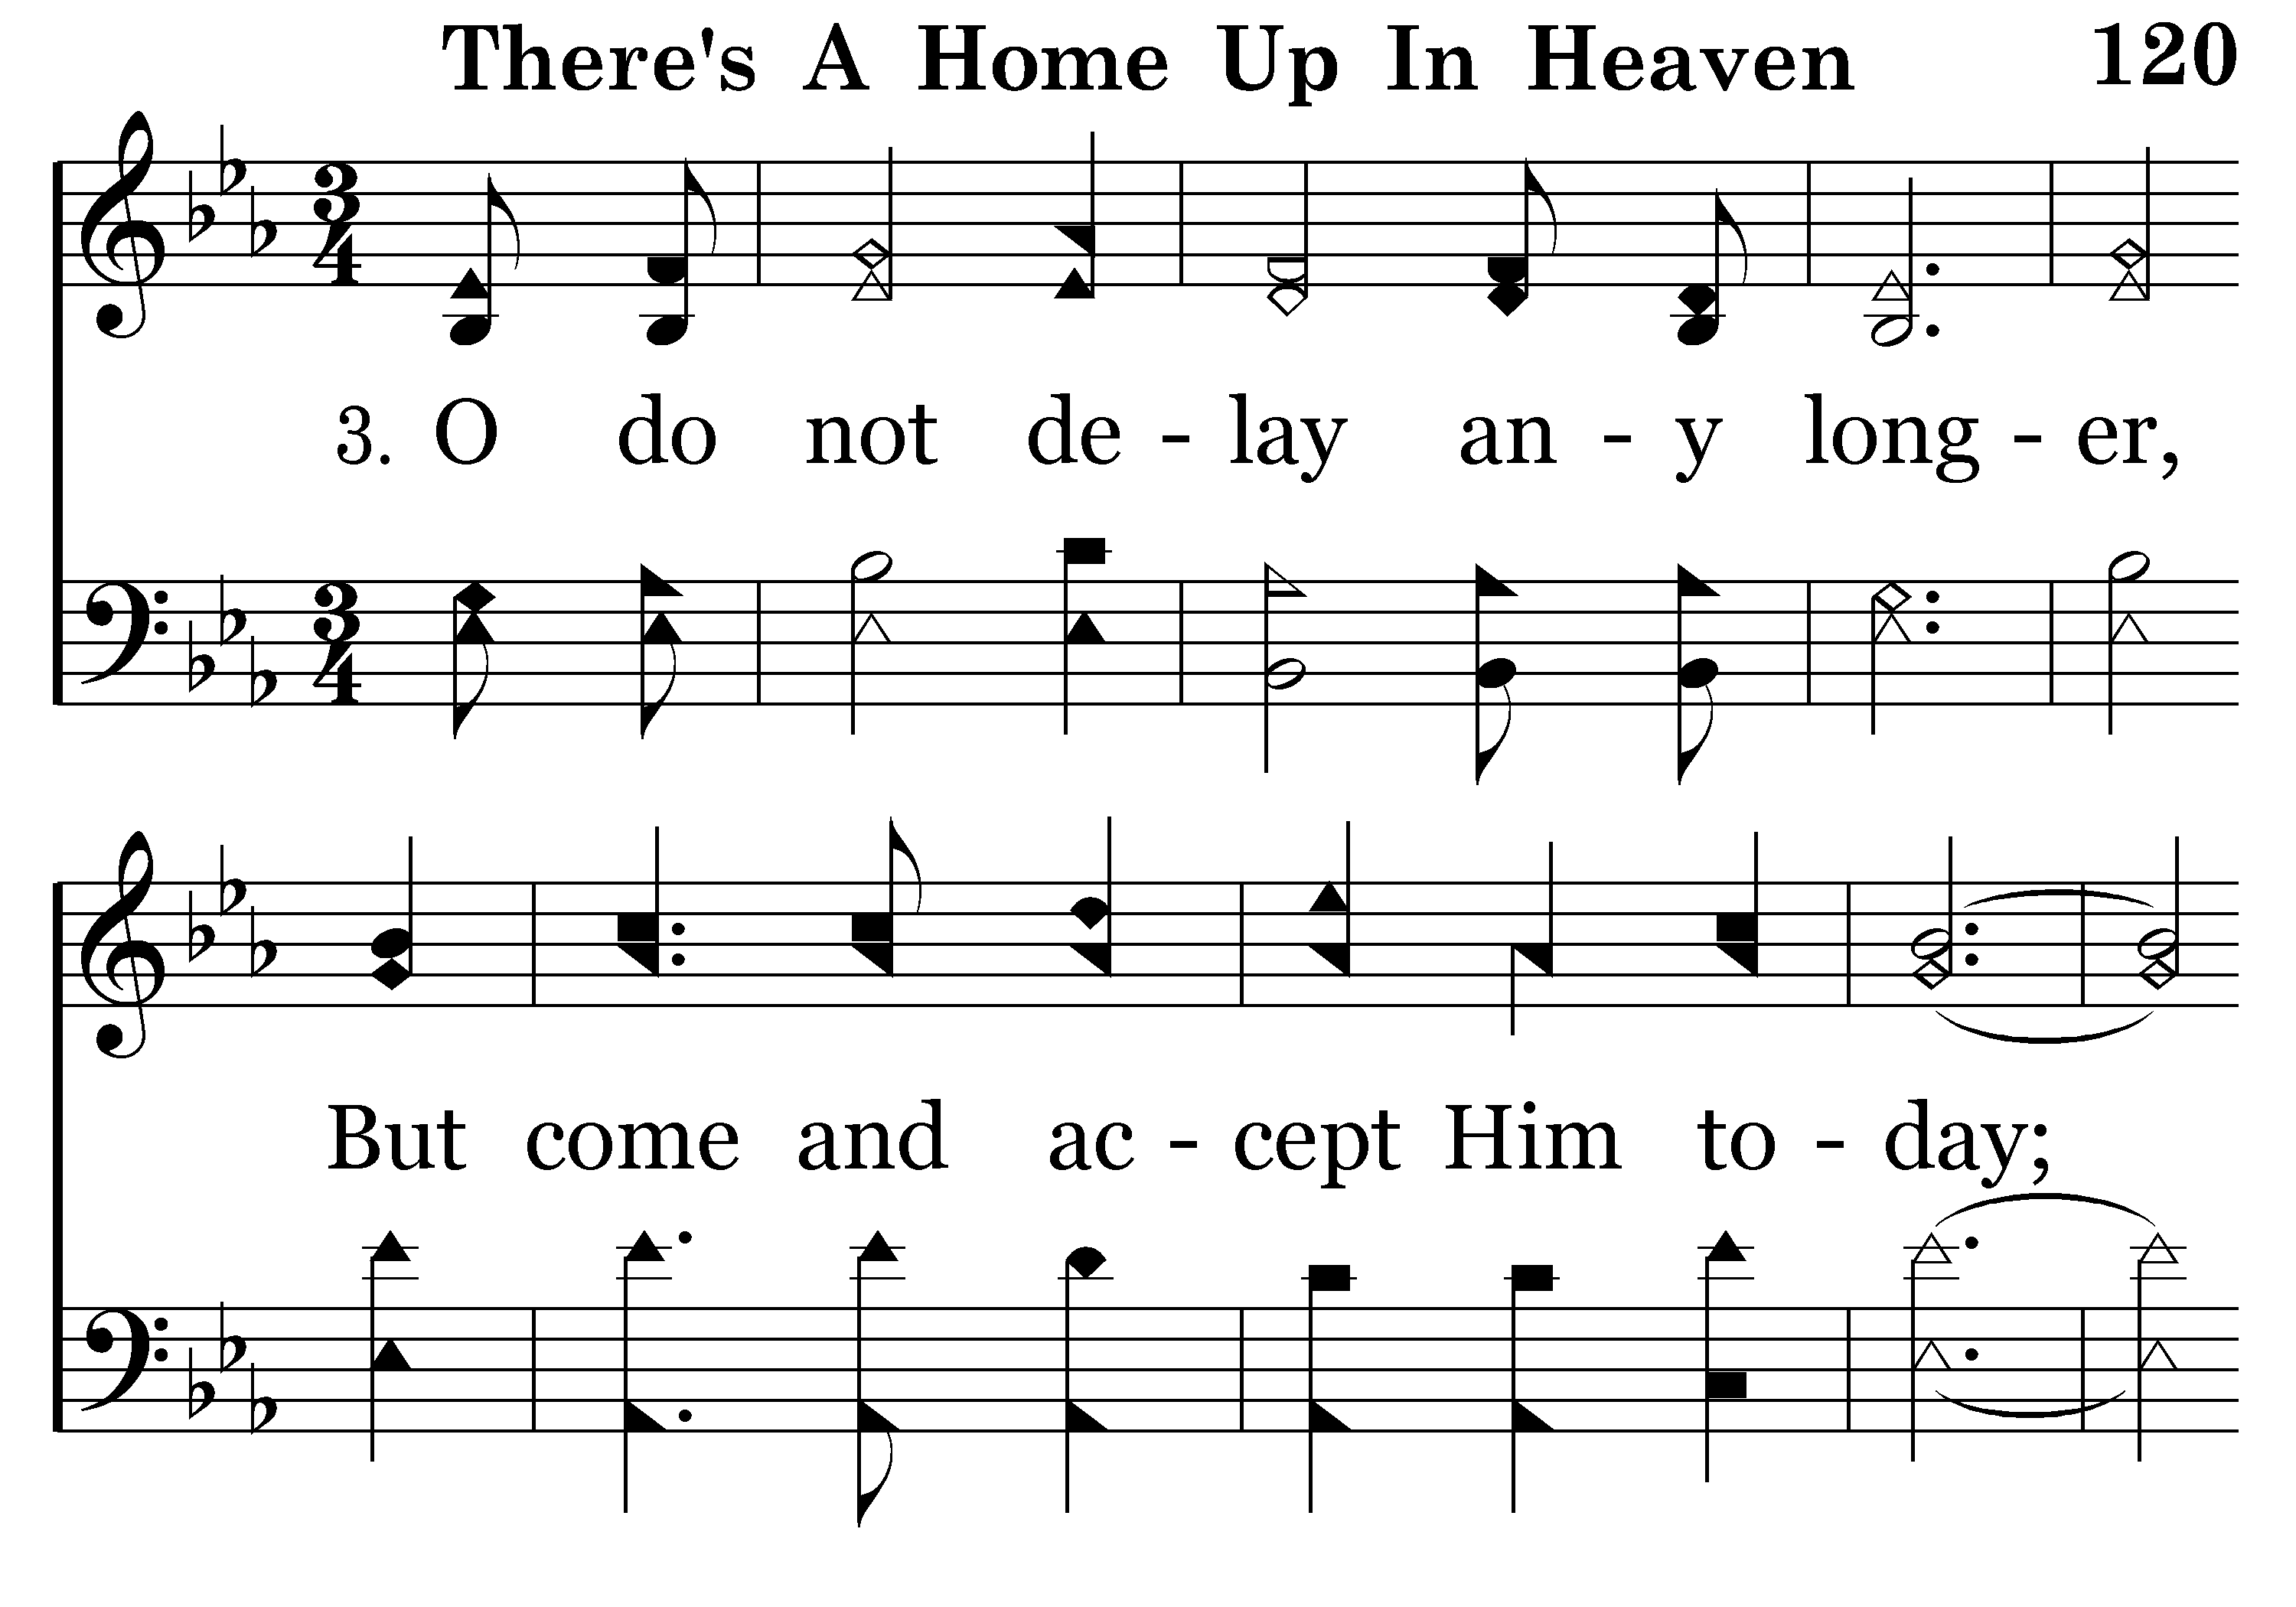 There's A Home Up In Heaven 120
3. O do not de - lay an - y long - er,
But come and ac - cept Him to - day;